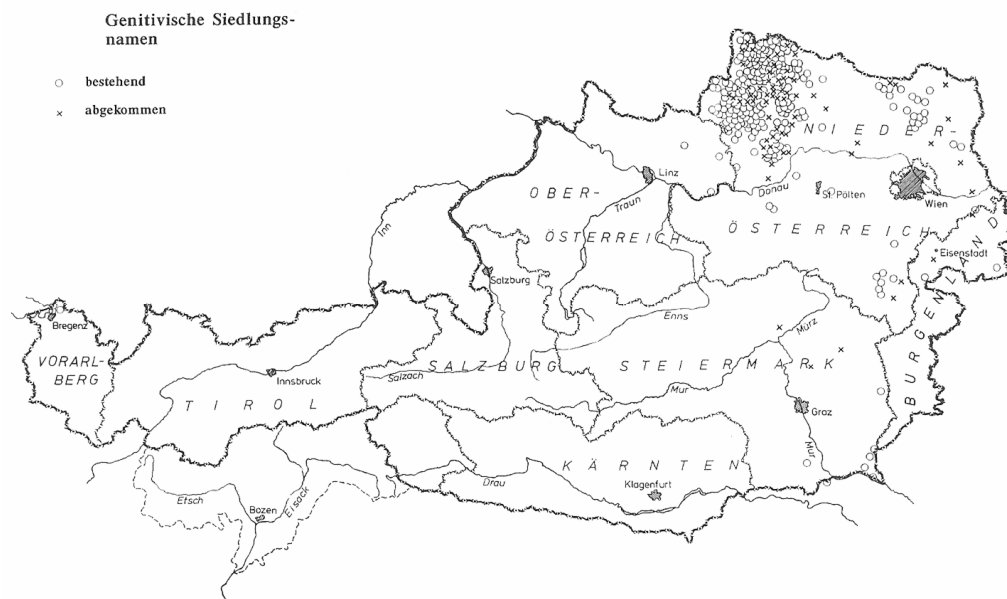 Genitivische Siedlungs-
namen
bestehend
abgekommen
NIEDER-
Linz
OBER-
Donau
St. Pölten
Wien
Traun
ÖSTERREICH
ÖSTERREICH
Inn
Eisenstadt
Salzburg
BURGENLAND
Enns
Bregenz
Mürz
VORARL-
BERG
SALZBURG
STEIERMARK
Innsbruck
Salzach
Mur
TIROL
Graz
Mur
KÄRNTEN
Drau
Klagenfurt
Etsch
Eisack
Bozen